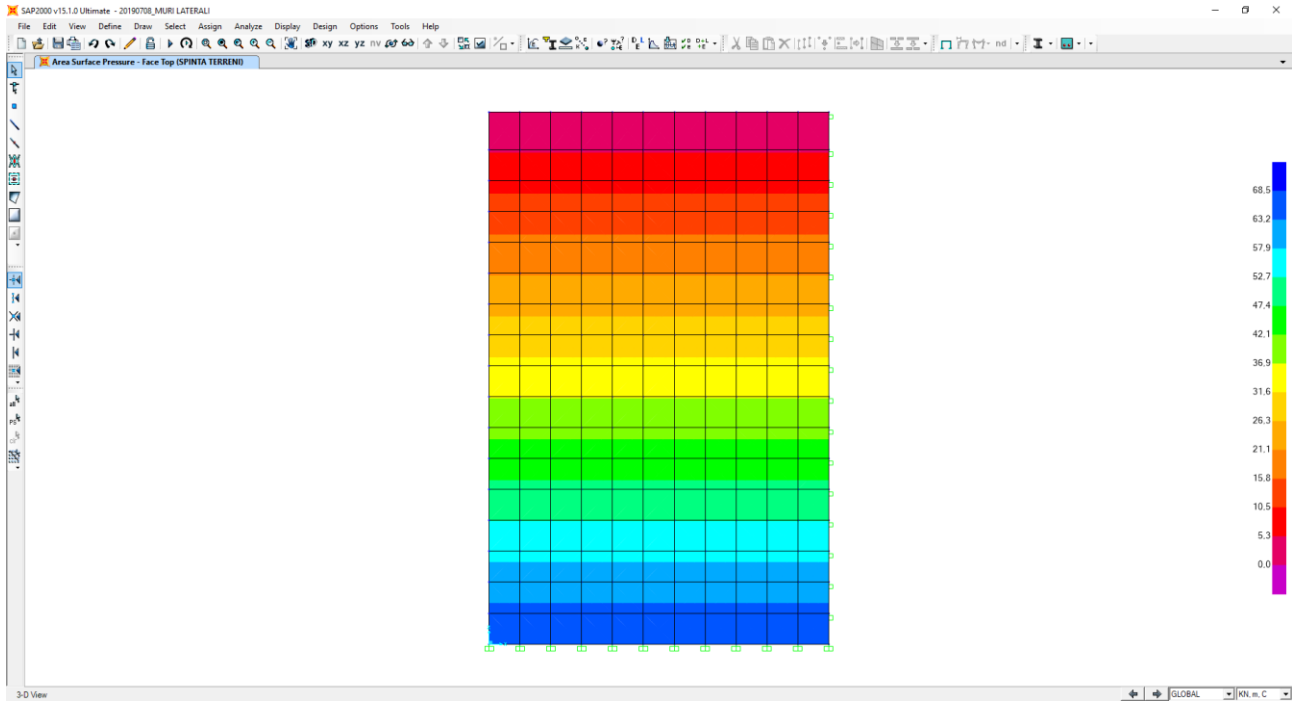 SAP2000 v15.1.0 Ultimate - 20190708_MURI LATERALI
File Edit View Define Draw Select Assign Analyze Display Design Options Tools Help
xy xz yz nv
nd
Area Surface Pressure - Face Top (SPINTA TERRENI)
68.5
63.2
57.9
52.7
47.4
42.1
36.9
31.6
26.3
21.1
15.8
10.5
5.3
0.0
3-D View
GLOBAL
KN, m, C